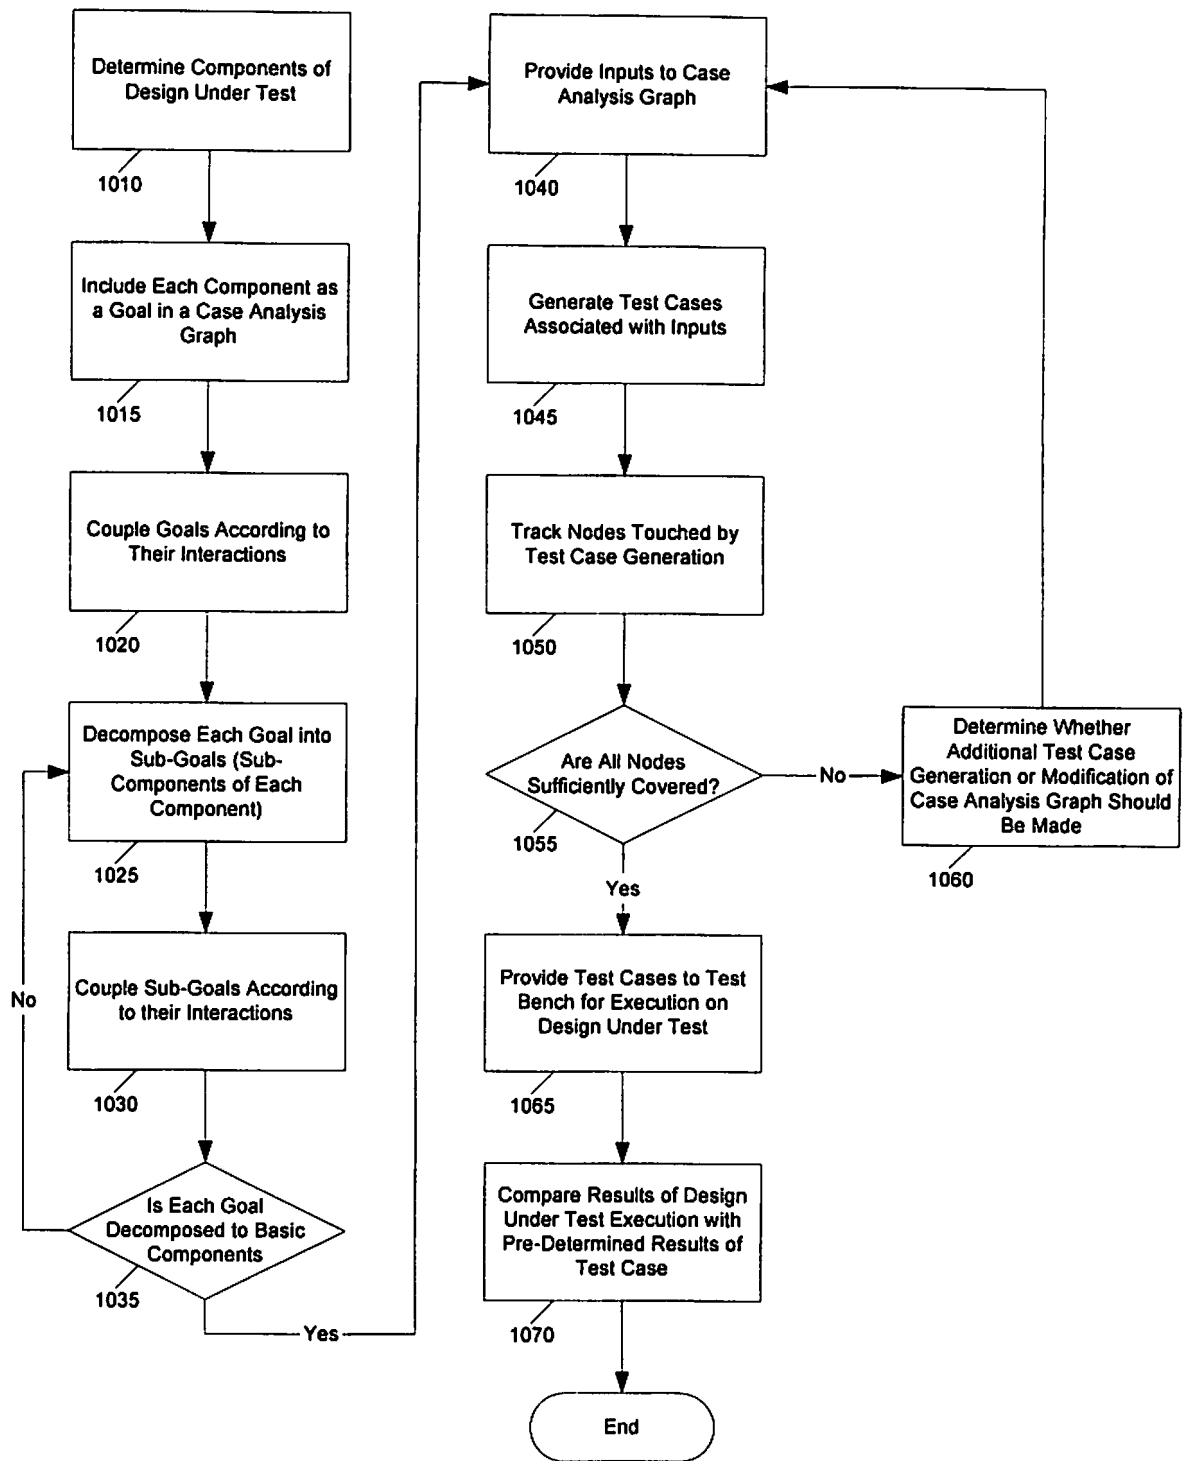 Determine Components of
Design Under Test
1010
Include Each Component as
a Goal in a Case Analysis
Graph
1015
Couple Goals According to
Their Interactions
1020
Decompose Each Goal into
Sub-Goals (Sub-
Components of Each
Component)
1025
Couple Sub-Goals According
to their Interactions
1030
No
Is Each Goal
Decomposed to Basic
Components
1035
Yes
Provide Inputs to Case
Analysis Graph
1040
Generate Test Cases
Associated with Inputs
1045
Track Nodes Touched by
Test Case Generation
1050
Are All Nodes
Sufficiently Covered?
1055
No
Determine Whether
Additional Test Case
Generation or Modification of
Case Analysis Graph Should
Be Made
1060
Yes
Provide Test Cases to Test
Bench for Execution on
Design Under Test
1065
Compare Results of Design
Under Test Execution with
Pre-Determined Results of
Test Case
1070
End